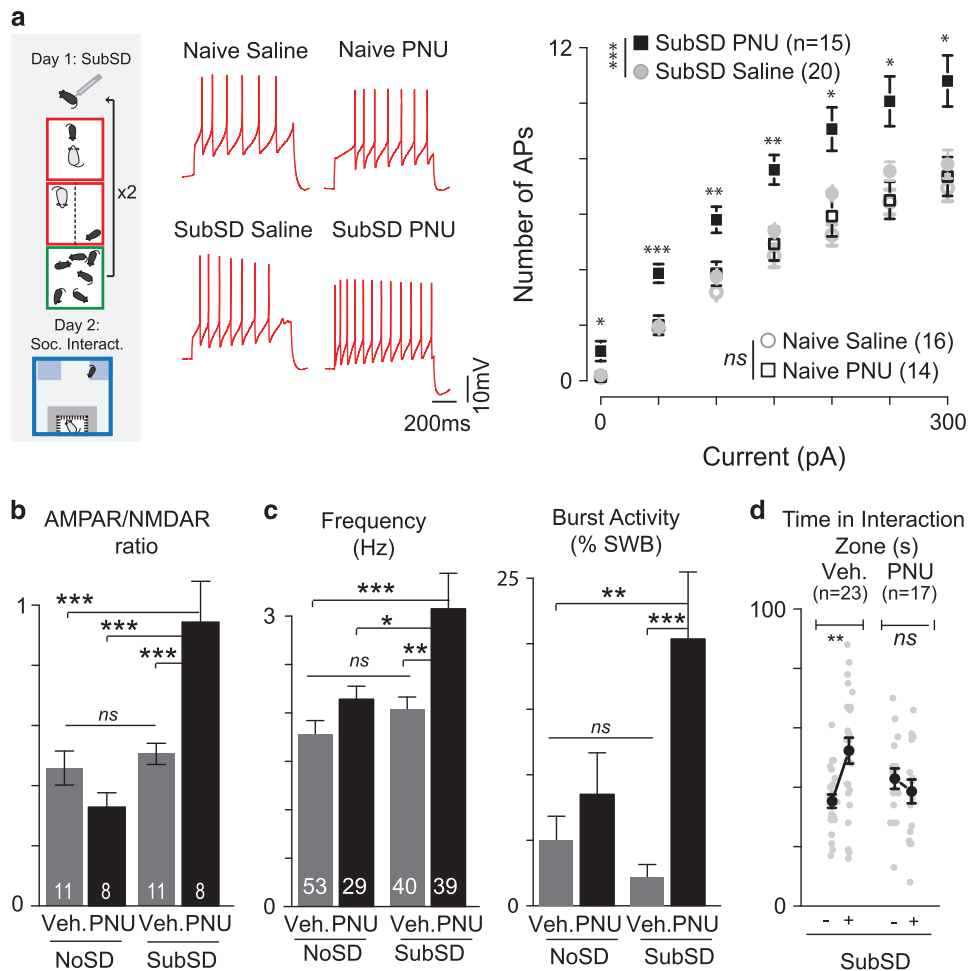 a
Day 1: SubSD
x2
Day 2:
Soc. Interact.
Naive Saline
Naive PNU
SubSD Saline
SubSD PNU
10mV
200ms
Number of APs
12
0
***
SubSD PNU (n=15)
SubSD Saline (20)
*
***
**
**
*
*
*
ns
Naive Saline (16)
Naive PNU (14)
0
300
Current (pA)
b
AMPAR/NMDAR
ratio
1
0
***
***
***
ns
11
8
11
8
Veh. PNU
Veh. PNU
NoSD
SubSD
c
Frequency
(Hz)
3
0
***
*
**
ns
53
29
40
39
Veh. PNU
Veh. PNU
NoSD
SubSD
Burst Activity
(% SWB)
25
0
**
***
ns
Veh. PNU
Veh. PNU
NoSD
SubSD
d
Time in Interaction
Zone (s)
Veh. PNU
(n=23) (n=17)
100
0
**
ns
- + - +
SubSD